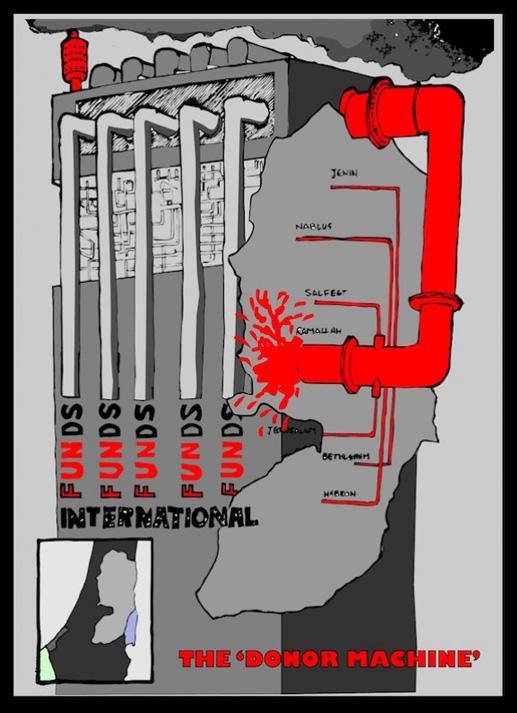 JENIN
NABLUS
SALFEET
RAMALLAH
JERUSALEM
BETHLEHEM
HEBRON
FUNDS
FUNDS
FUNDS
FUNDS
FUNDS
INTERNATIONAL
THE ‘DONOR MACHINE’